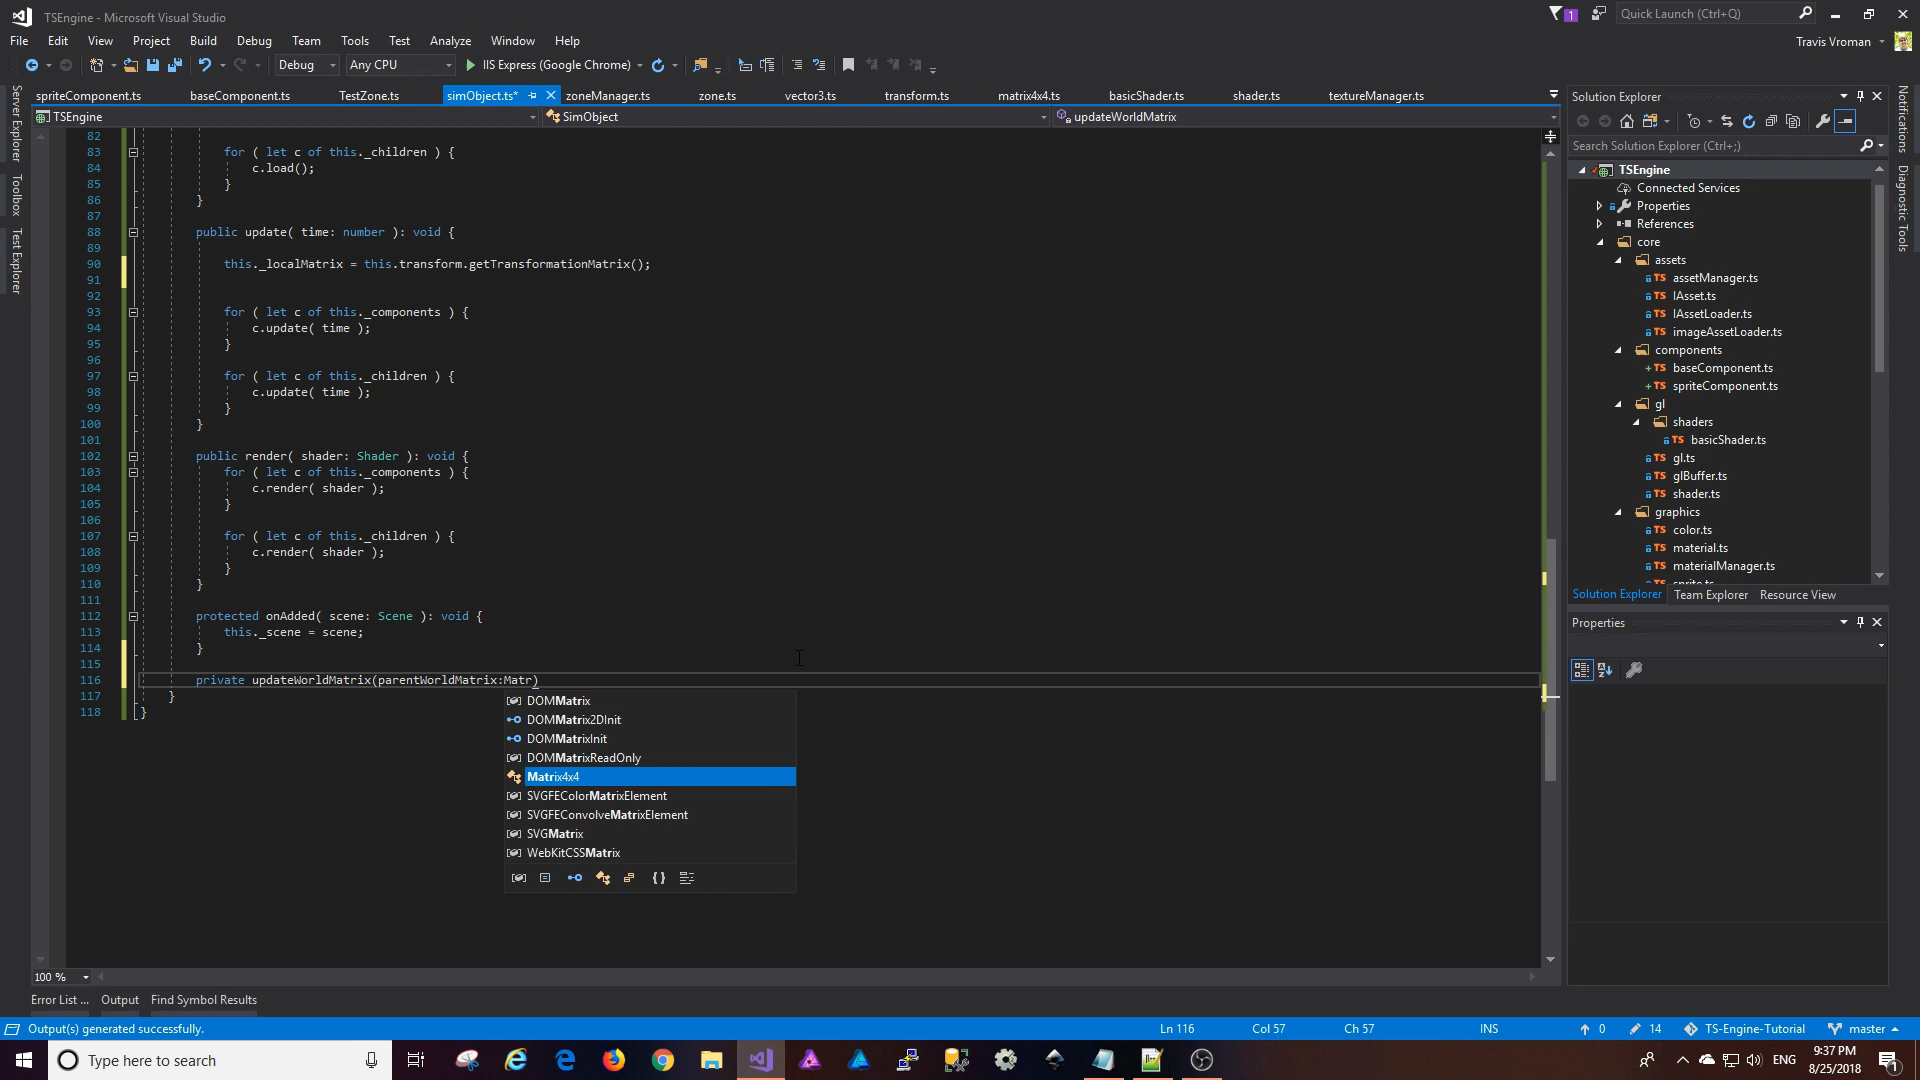 TSEngine - Microsoft Visual Studio
1
Quick Launch (Ctrl+Q)
File Edit View Project Build Debug Team Tools Test Analyze Window Help
Travis Vroman
Debug Any CPU IIS Express (Google Chrome)
Server Explorer
Toolbox
Test Explorer
spriteComponent.ts baseComponent.ts TestZone.ts simObject.ts* zoneManager.ts zone.ts vector3.ts transform.ts matrix4x4.ts basicShader.ts shader.ts textureManager.ts
TSEngine SimObject updateWorldMatrix
82
83 for ( let c of this._children ) {
84 c.load();
85 }
86 }
87
88 public update( time: number ): void {
89
90 this._localMatrix = this.transform.getTransformationMatrix();
91
92
93 for ( let c of this._components ) {
94 c.update( time );
95 }
96
97 for ( let c of this._children ) {
98 c.update( time );
99 }
100 }
101
102 public render( shader: Shader ): void {
103 for ( let c of this._components ) {
104 c.render( shader );
105 }
106
107 for ( let c of this._children ) {
108 c.render( shader );
109 }
110 }
111
112 protected onAdded( scene: Scene ): void {
113 this._scene = scene;
114 }
115
116 private updateWorldMatrix(parentWorldMatrix:Matr)
117 }
118 }
DOMMatrix
DOMMatrix2DInit
DOMMatrixInit
DOMMatrixReadOnly
Matrix4x4
SVGFEColorMatrixElement
SVGFEConvolveMatrixElement
SVGMatrix
WebKitCSSMatrix
100 %
Solution Explorer
Search Solution Explorer (Ctrl+;)
TSEngine
Connected Services
Properties
References
core
assets
assetManager.ts
IAsset.ts
IAssetLoader.ts
imageAssetLoader.ts
components
baseComponent.ts
spriteComponent.ts
gl
shaders
basicShader.ts
gl.ts
glBuffer.ts
shader.ts
graphics
color.ts
material.ts
materialManager.ts
sprite.ts
Solution Explorer Team Explorer Resource View
Properties
Notifications
Diagnostic Tools
Error List ... Output Find Symbol Results
Output(s) generated successfully. Ln 116 Col 57 Ch 57 INS 0 14 TS-Engine-Tutorial master
Type here to search
ENG
9:37 PM
8/25/2018
1